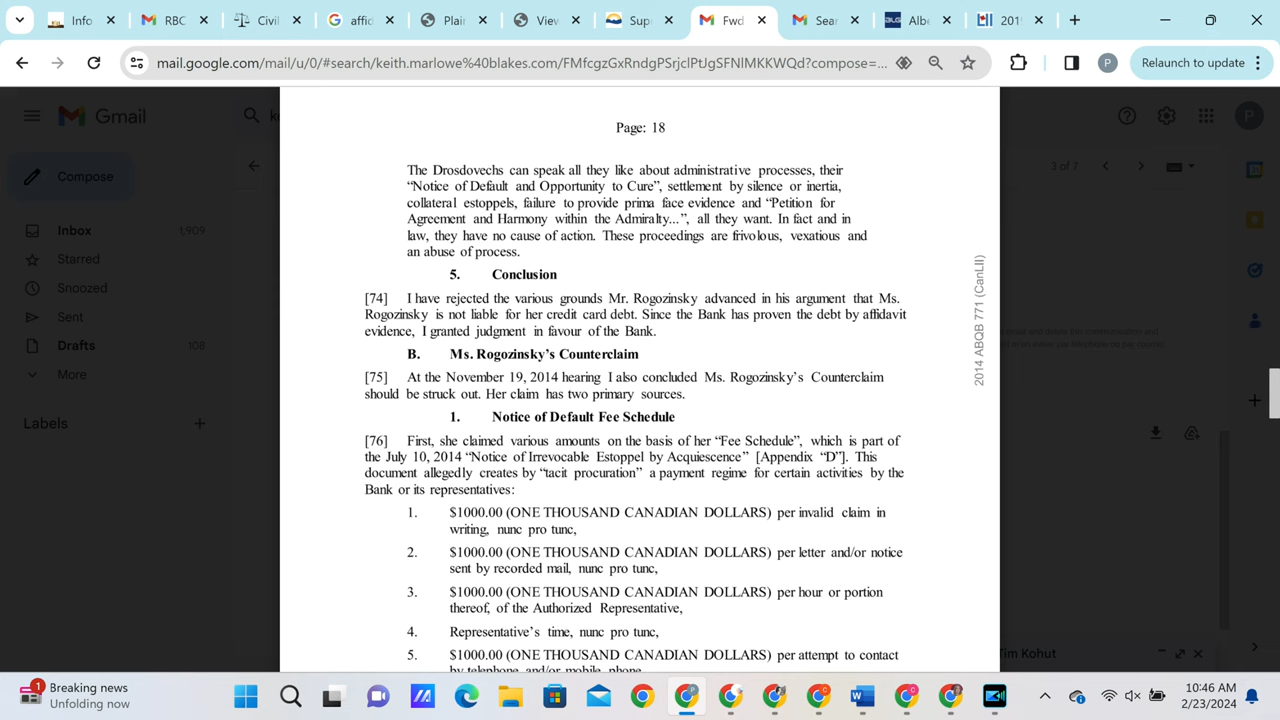 Info
RBC
Civil
affid
Plain
View
Supr
Fwd
Sear
Albe
201
mail.google.com/mail/u/0/#search/keith.marlowe%40blakes.com/FMfcgzGxRndgPSrjclPtJgSFNlMKKWQd?compose=...
P
Relaunch to update
Gmail
P
Compose
3 of 7
Inbox
1,909
Starred
Snoozed
Sent
Drafts
108
More
Labels
Page: 18
The Drosdovechs can speak all they like about administrative processes, their
“Notice of Default and Opportunity to Cure”, settlement by silence or inertia,
collateral estoppels, failure to provide prima face evidence and “Petition for
Agreement and Harmony within the Admiralty...”, all they want. In fact and in
law, they have no cause of action. These proceedings are frivolous, vexatious and
an abuse of process.
5. Conclusion
[74] I have rejected the various grounds Mr. Rogozinsky advanced in his argument that Ms.
Rogozinsky is not liable for her credit card debt. Since the Bank has proven the debt by affidavit
evidence, I granted judgment in favour of the Bank.
B. Ms. Rogozinsky’s Counterclaim
[75] At the November 19, 2014 hearing I also concluded Ms. Rogozinsky’s Counterclaim
should be struck out. Her claim has two primary sources.
1. Notice of Default Fee Schedule
[76] First, she claimed various amounts on the basis of her “Fee Schedule”, which is part of
the July 10, 2014 “Notice of Irrevocable Estoppel by Acquiescence” [Appendix “D”]. This
document allegedly creates by “tacit procuration” a payment regime for certain activities by the
Bank or its representatives:
1. $1000.00 (ONE THOUSAND CANADIAN DOLLARS) per invalid claim in
writing, nunc pro tunc,
2. $1000.00 (ONE THOUSAND CANADIAN DOLLARS) per letter and/or notice
sent by recorded mail, nunc pro tunc,
3. $1000.00 (ONE THOUSAND CANADIAN DOLLARS) per hour or portion
thereof, of the Authorized Representative,
4. Representative’s time, nunc pro tunc,
5. $1000.00 (ONE THOUSAND CANADIAN DOLLARS) per attempt to contact
by telephone and/or mobile phone
2014 ABQB 771 (CanLII)
Tim Kohut
1
Breaking news
Unfolding now
10:46 AM
2/23/2024